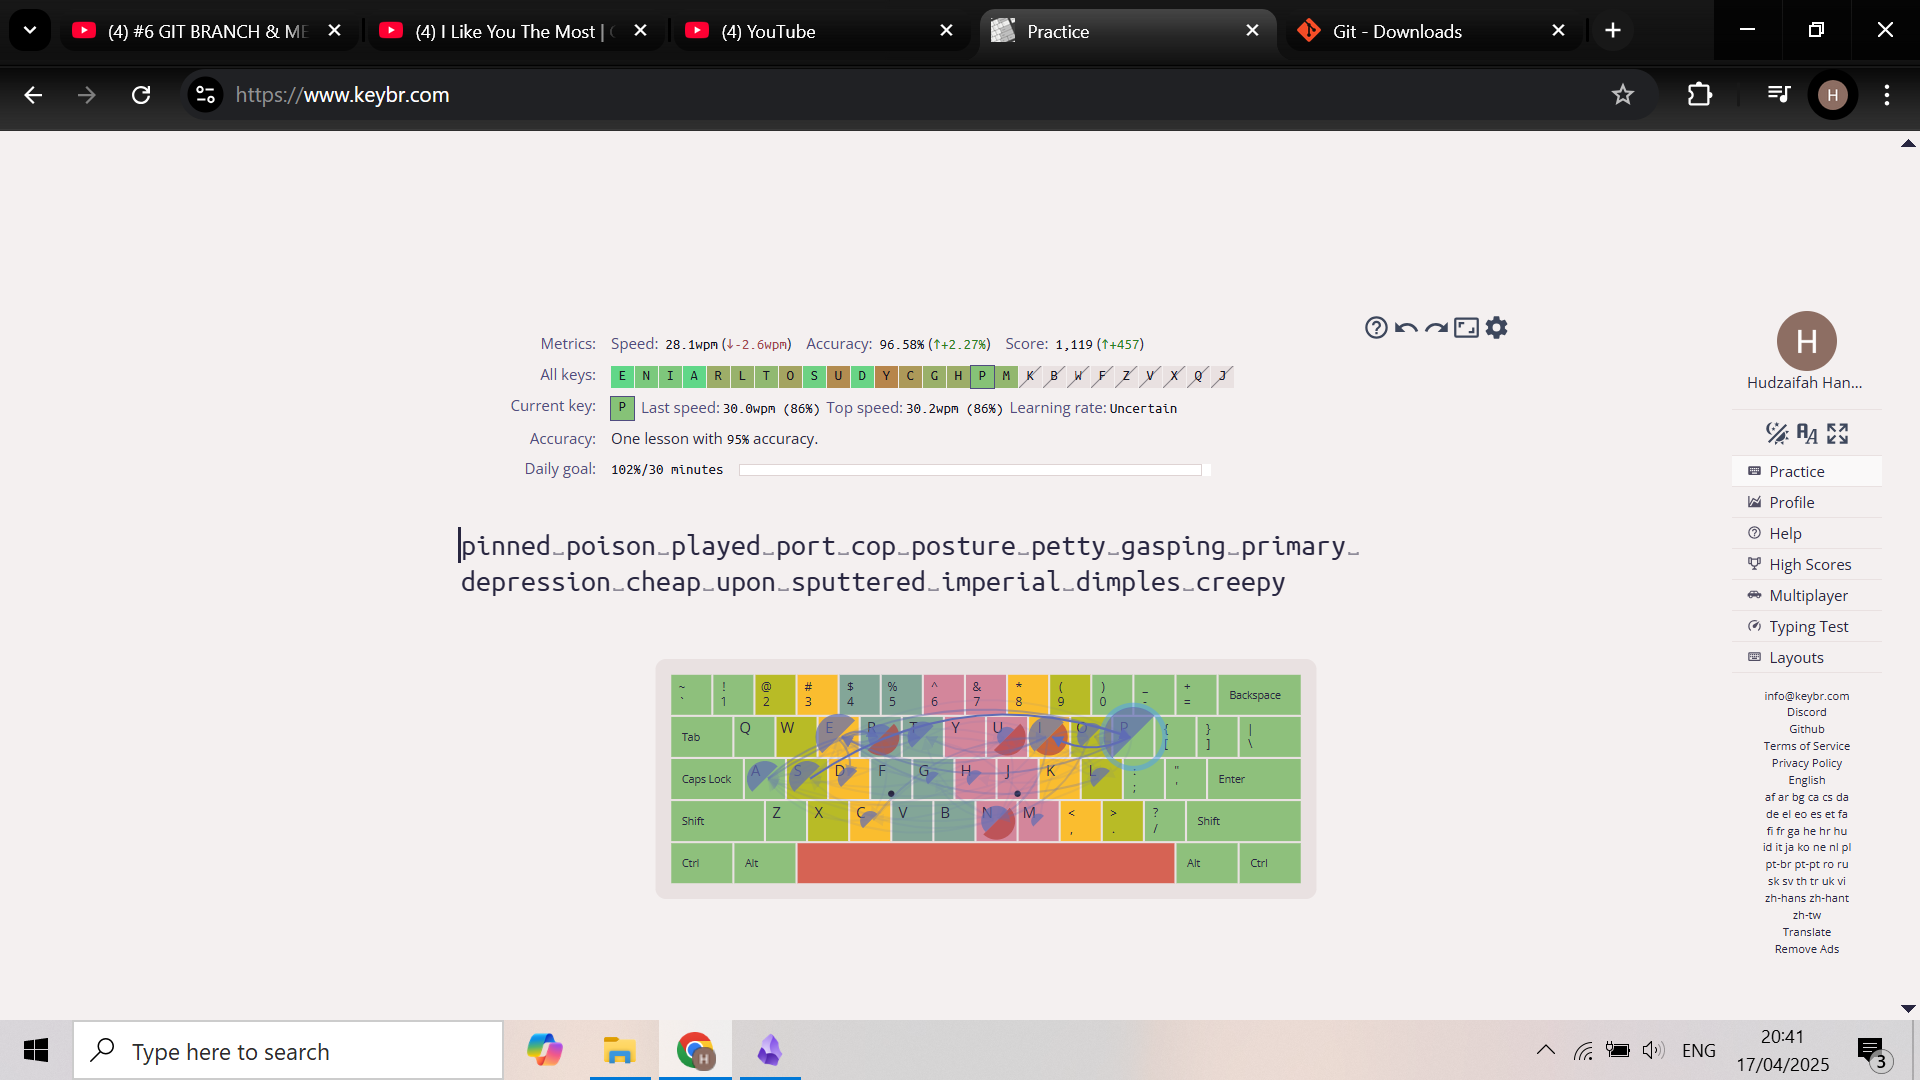 (4) #6 GIT BRANCH & ME
(4) I Like You The Most |
(4) YouTube
Practice
Git - Downloads
https://www.keybr.com
H
Metrics: Speed: 28.1wpm (↓-2.6wpm) Accuracy: 96.58% (↑+2.27%) Score: 1,119 (↑+457)
All keys: E N I A R L T O S U D Y C G H P M K B W F Z V X Q J
Current key: P Last speed: 30.0wpm (86%) Top speed: 30.2wpm (86%) Learning rate: Uncertain
Accuracy: One lesson with 95% accuracy.
Daily goal: 102%/30 minutes
pinned poison played port cop posture petty gasping primary
depression cheap upon sputtered imperial dimples creepy
~ ! @ # $ % ^ & * ( ) _ +
` 1 2 3 4 5 6 7 8 9 0 - = Backspace
Tab Q W E R T Y U I O P { } |
[ ] \
Caps Lock A S D F G H J K L : " Enter
; '
Shift Z X C V B N M < > ? Shift
, . /
Ctrl Alt Alt Ctrl
H
Hudzaifah Han...
Practice
Profile
Help
High Scores
Multiplayer
Typing Test
Layouts
info@keybr.com
Discord
Github
Terms of Service
Privacy Policy
English
af ar bg ca cs da
de el eo es et fa
fi fr ga he hr hu
id it ja ko ne nl pl
pt-br pt-pt ro ru
sk sv th tr uk vi
zh-hans zh-hant
zh-tw
Translate
Remove Ads
Type here to search
H
ENG
20:41
17/04/2025
3